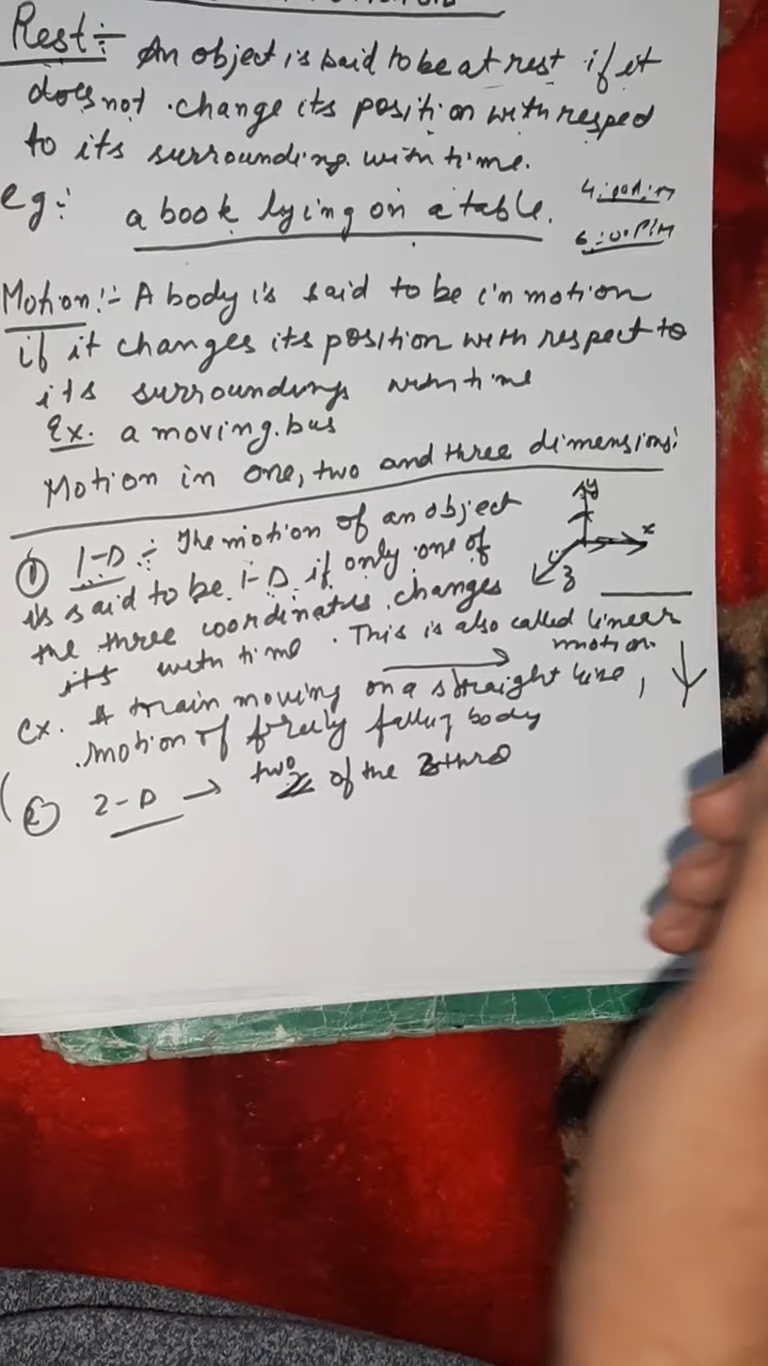 Rest :- An object is said to be at rest if it
does not change its position with respect
to its surrounding with time.
eg:- a book lying on a table.
Motion :- A body is said to be in motion
if it changes its position with respect to
its surroundings with time
Ex. a moving bus
Motion in one, two and three dimensions:
① 1-D :- The motion of an object
is said to be 1-D if only one of
the three coordinates changes
its with time. This is also called linear
motion.
Ex. A train moving on a straight line,
motion of freely falling body
② 2-D → two of the three
y
x
z